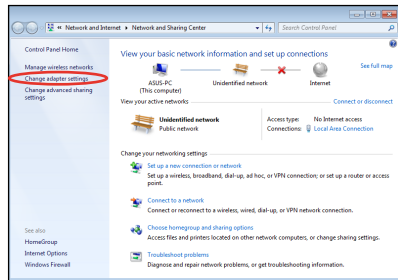 Network and Internet
Network and Sharing Center
Search Control Panel
Control Panel Home
Manage wireless networks
Change adapter settings
Change advanced sharing
settings
View your basic network information and set up connections
See full map
ASUS-PC
(This computer)
Unidentified network
Internet
View your active networks
Connect or disconnect
Unidentified network
Public network
Access type: No Internet access
Connections: Local Area Connection
Change your networking settings
Set up a new connection or network
Set up a wireless, broadband, dial-up, ad hoc, or VPN connection; or set up a router or access
point.
Connect to a network
Connect or reconnect to a wireless, wired, dial-up, or VPN network connection.
Choose homegroup and sharing options
Access files and printers located on other network computers, or change sharing settings.
Troubleshoot problems
Diagnose and repair network problems, or get troubleshooting information.
See also
HomeGroup
Internet Options
Windows Firewall